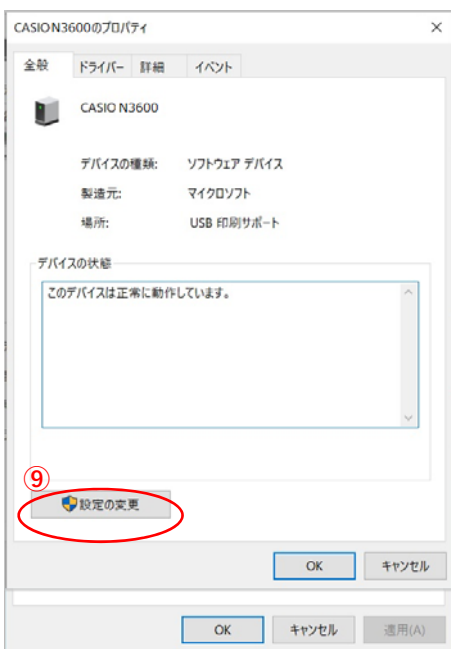 CASION3600のプロパティ
全般 ドライバー 詳細 イベント
CASIO N3600
デバイスの種類: ソフトウェア デバイス
製造元: マイクロソフト
場所: USB 印刷サポート
デバイスの状態
このデバイスは正常に動作しています。
⑨
設定の変更
OK キャンセル
OK キャンセル 適用(A)